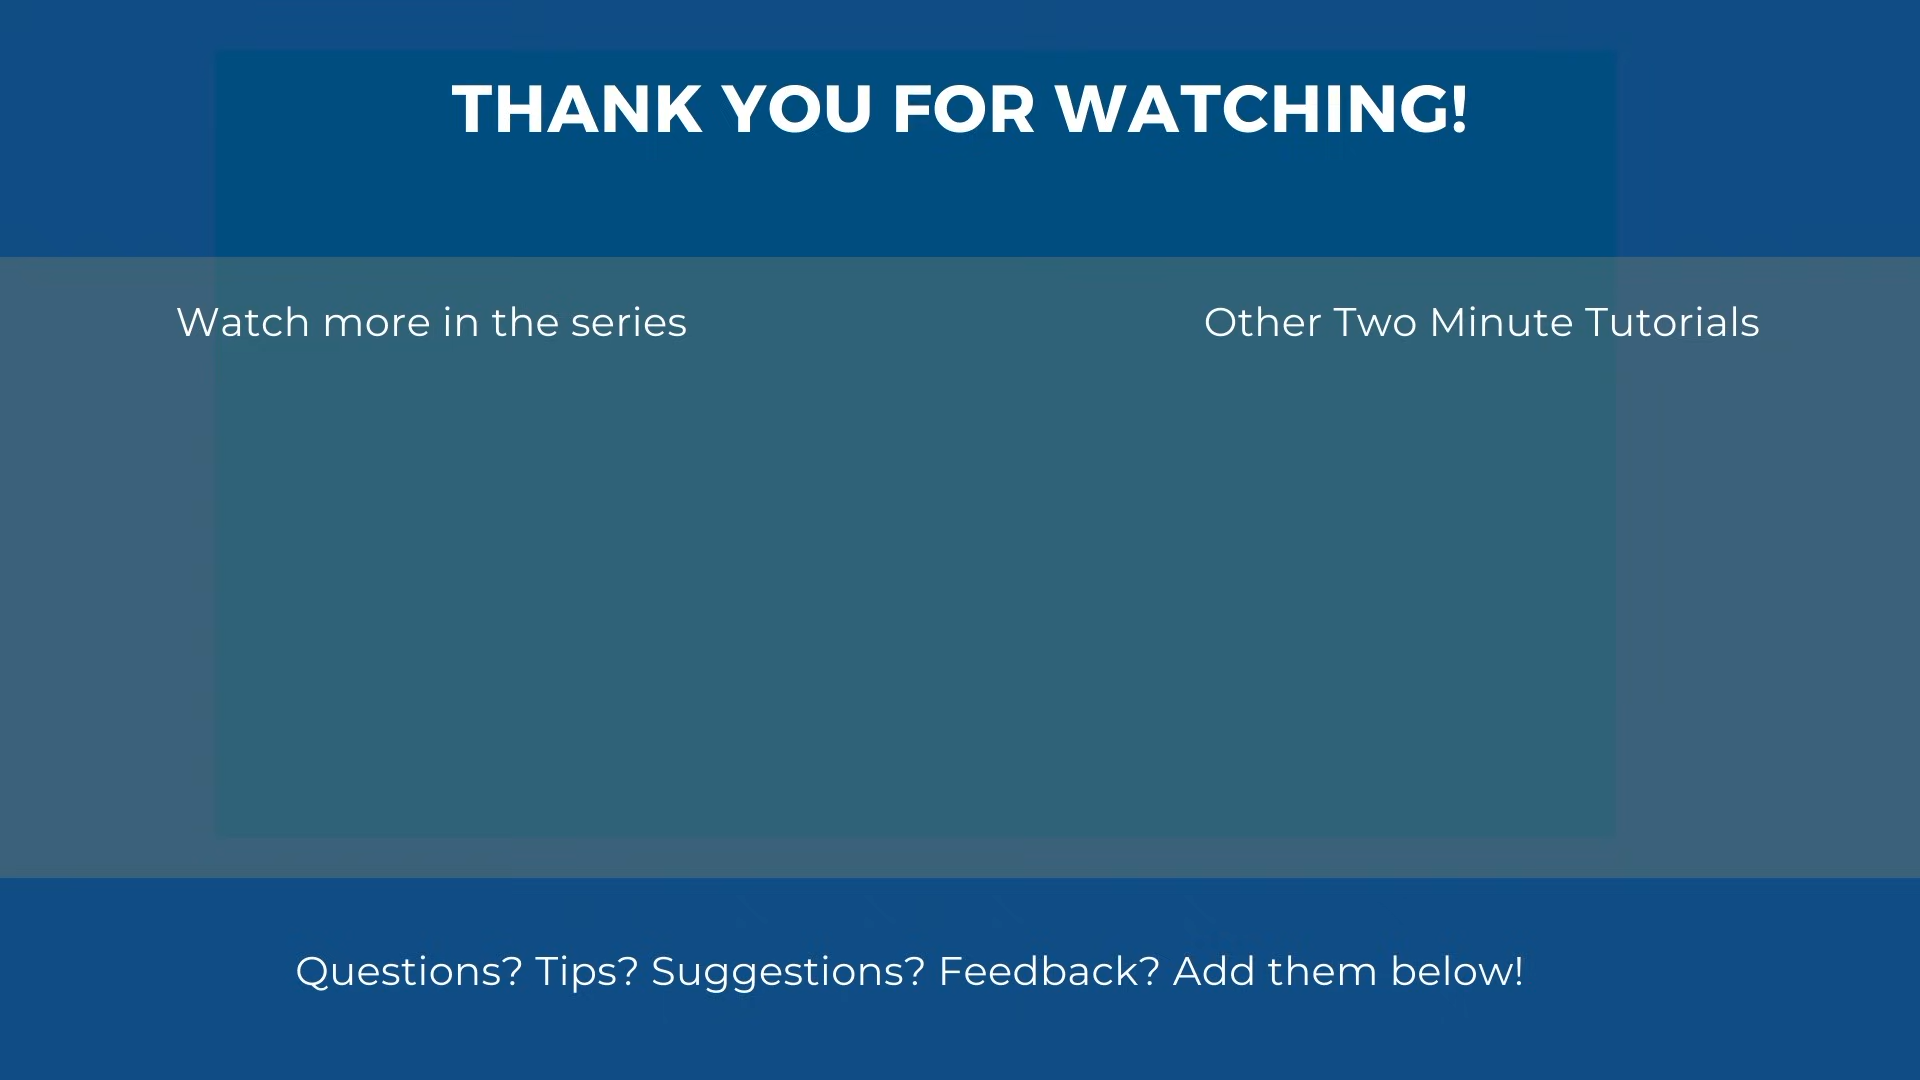 THANK YOU FOR WATCHING!
Watch more in the series
Other Two Minute Tutorials
Questions? Tips? Suggestions? Feedback? Add them below!